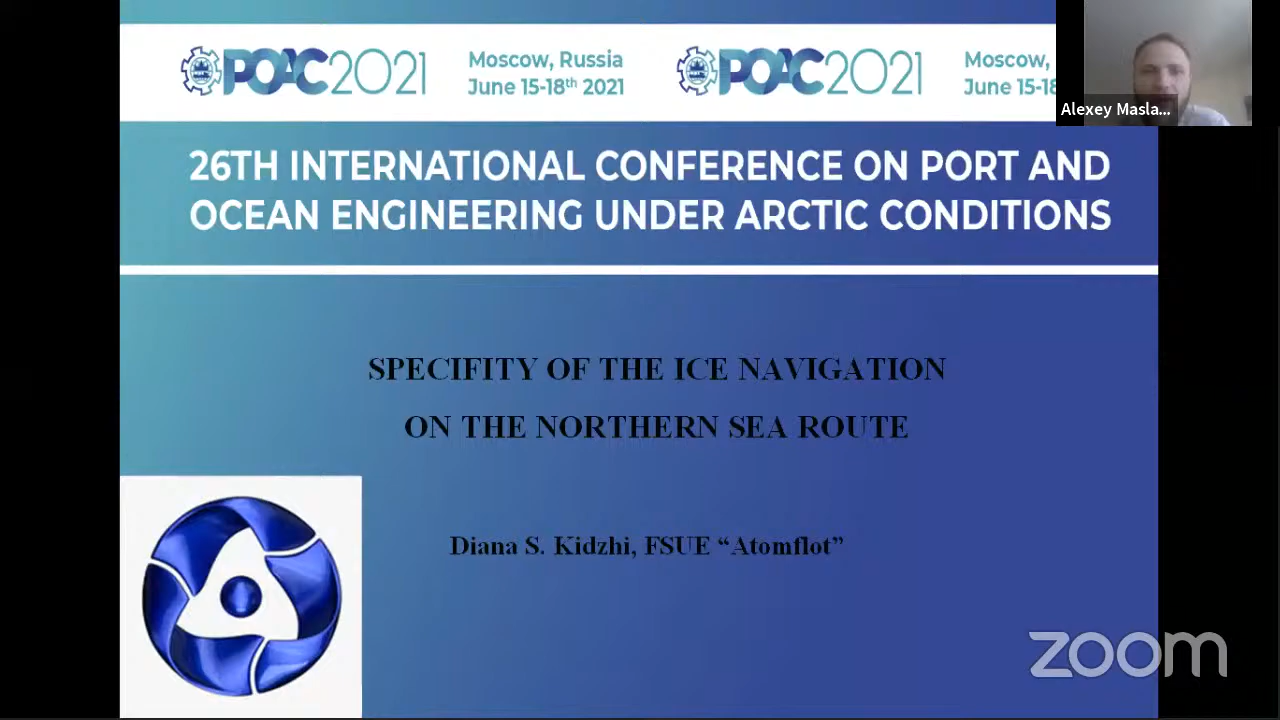 POAC2021 Moscow, Russia POAC2021 Moscow,
June 15-18th 2021 June 15-18
Alexey Masla...
26TH INTERNATIONAL CONFERENCE ON PORT AND
OCEAN ENGINEERING UNDER ARCTIC CONDITIONS
SPECIFITY OF THE ICE NAVIGATION
ON THE NORTHERN SEA ROUTE
Diana S. Kidzhi, FSUE “Atomflot”
zoom